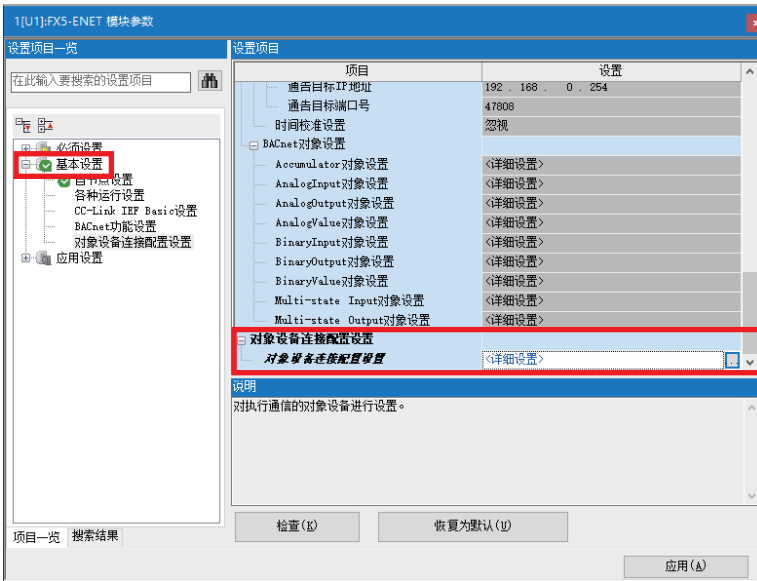 1[U1]:FX5-ENET 模块参数
设置项目一览
在此输入要搜索的设置项目
必须设置
基本设置
自节点设置
各种运行设置
CC-Link IEF Basic设置
BACnet功能设置
对象设备连接配置设置
应用设置
项目一览 搜索结果
设置项目
项目 设置
通告目标IP地址 192 . 168 . 0 . 254
通告目标端口号 47808
时间校准设置 忽视
BACnet对象设置
Accumulator对象设置 <详细设置>
AnalogInput对象设置 <详细设置>
AnalogOutput对象设置 <详细设置>
AnalogValue对象设置 <详细设置>
BinaryInput对象设置 <详细设置>
BinaryOutput对象设置 <详细设置>
BinaryValue对象设置 <详细设置>
Multi-state Input对象设置 <详细设置>
Multi-state Output对象设置 <详细设置>
对象设备连接配置设置
对象设备连接配置设置 <详细设置>
说明
对执行通信的对象设备进行设置。
检查(K) 恢复为默认(U)
应用(A)